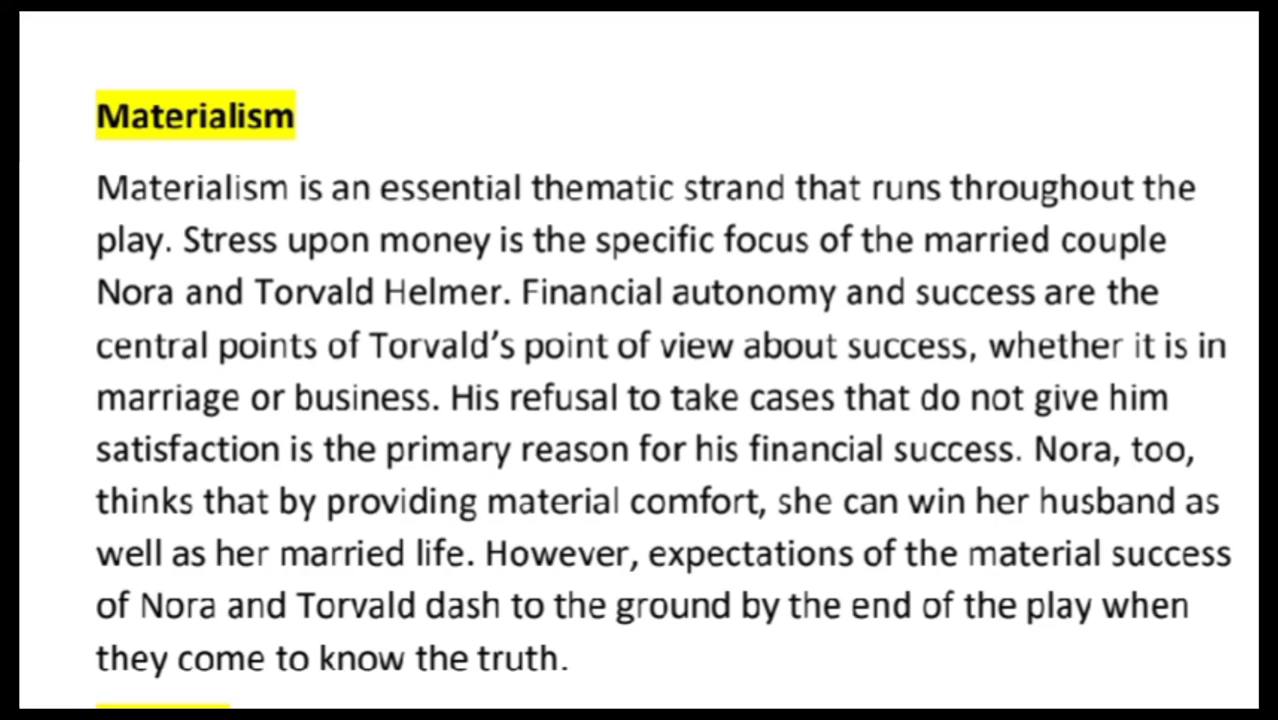 Materialism
Materialism is an essential thematic strand that runs throughout the
play. Stress upon money is the specific focus of the married couple
Nora and Torvald Helmer. Financial autonomy and success are the
central points of Torvald’s point of view about success, whether it is in
marriage or business. His refusal to take cases that do not give him
satisfaction is the primary reason for his financial success. Nora, too,
thinks that by providing material comfort, she can win her husband as
well as her married life. However, expectations of the material success
of Nora and Torvald dash to the ground by the end of the play when
they come to know the truth.